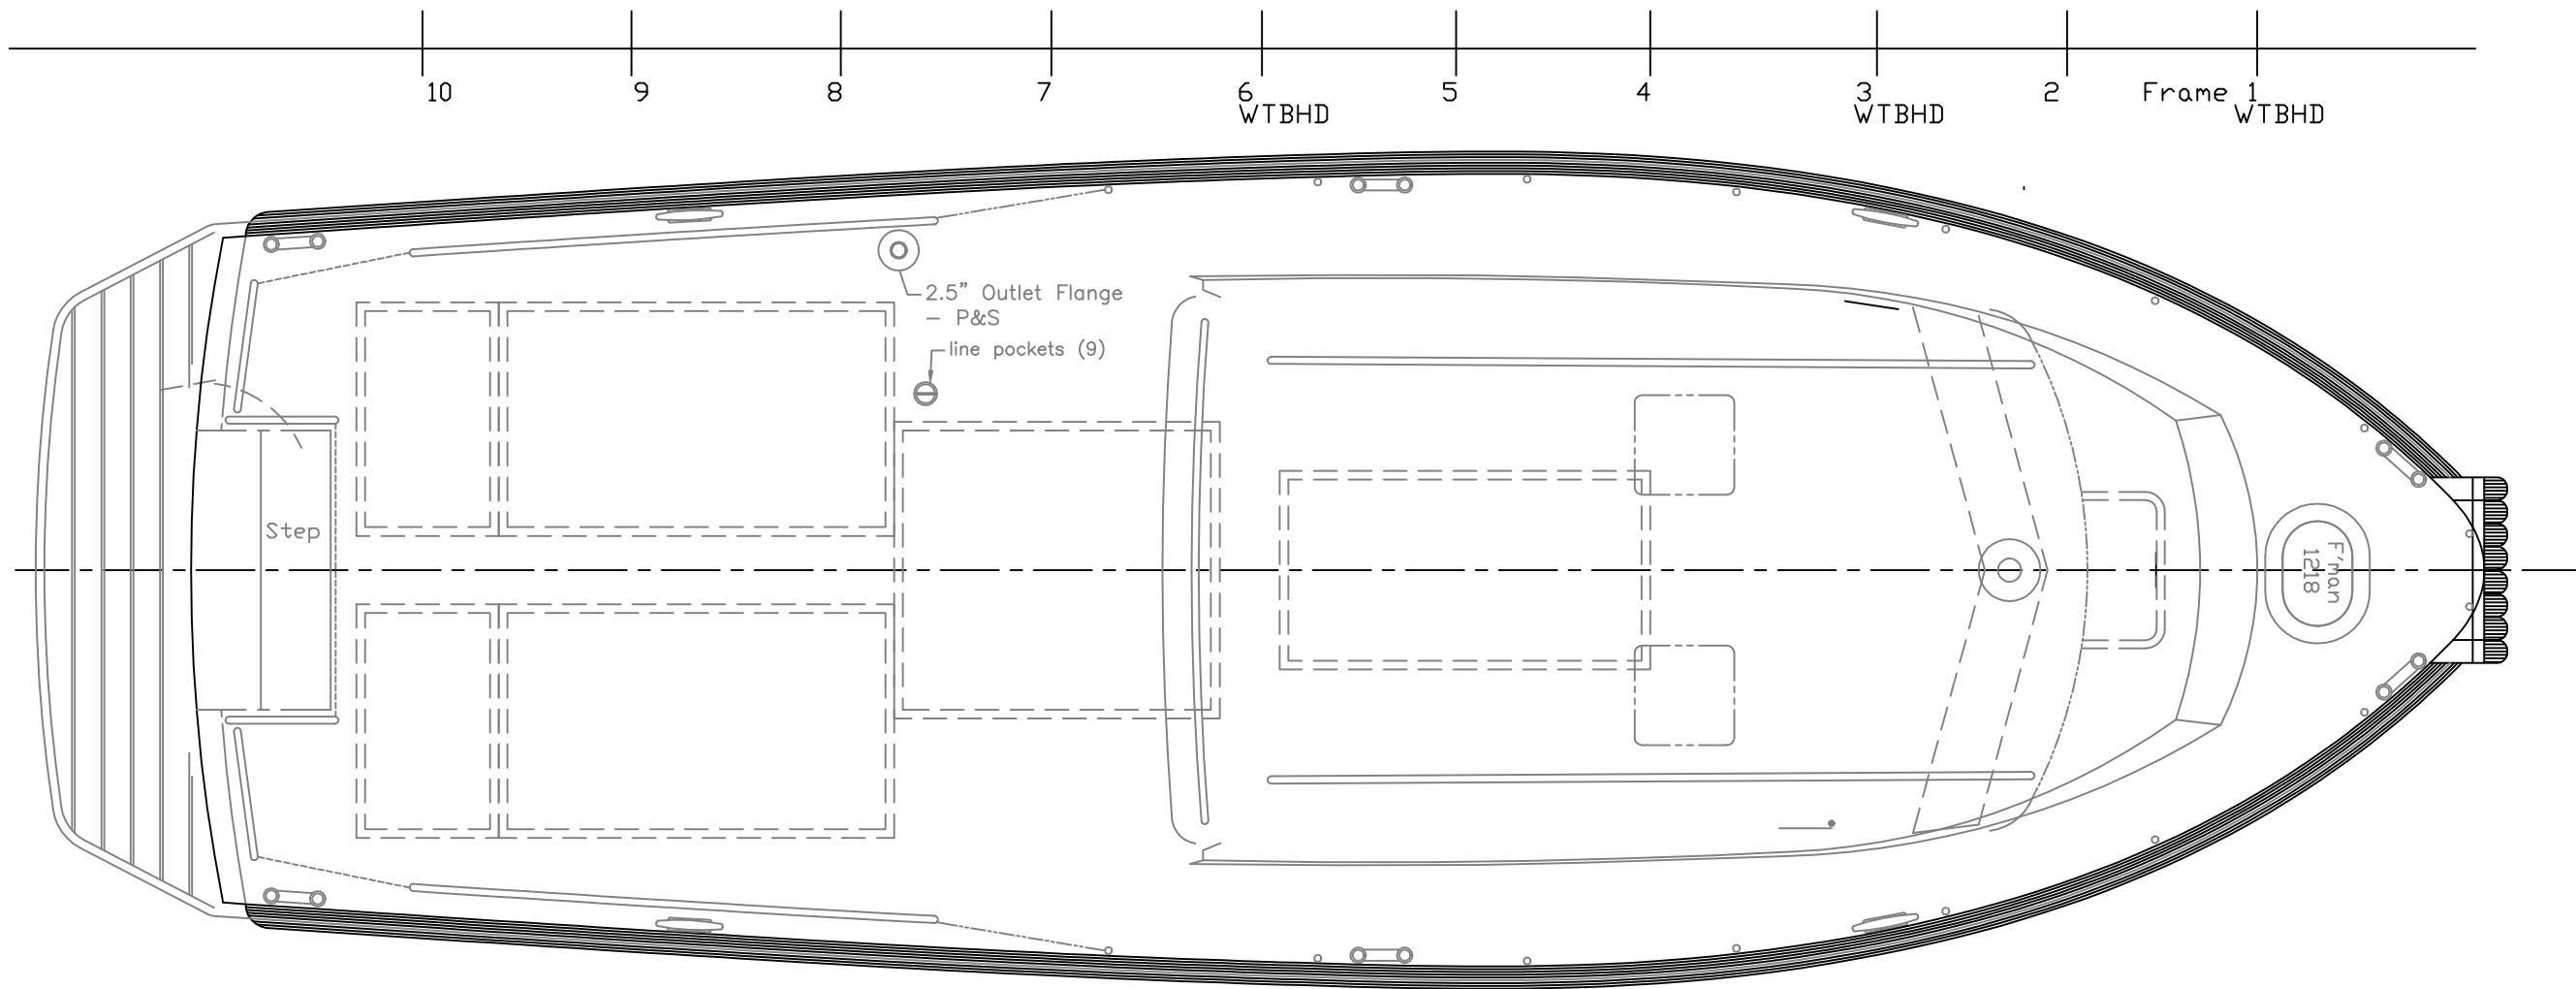 10 9 8 7 6 5 4 3 2 Frame 1
WTBHD WTBHD WTBHD
2.5" Outlet Flange
- P&S
line pockets (9)
Step
F'man
1218